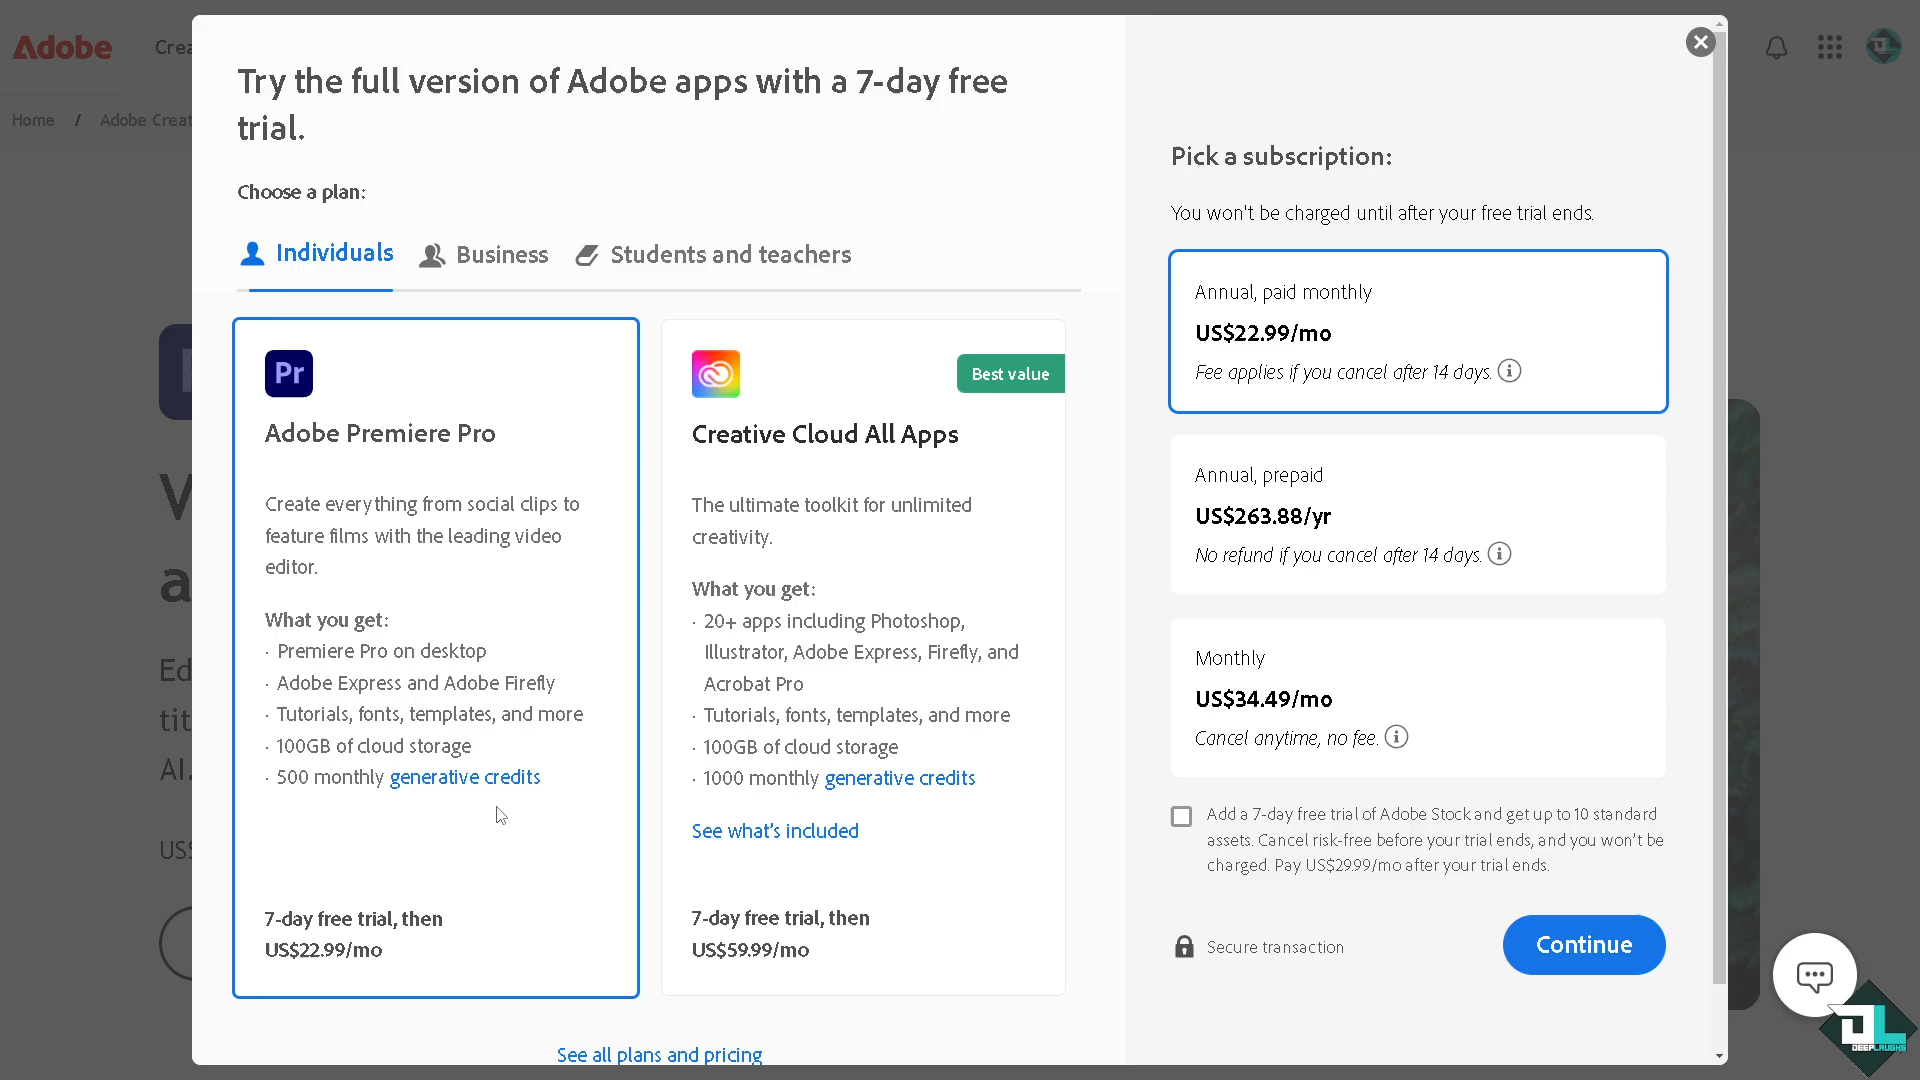 Adobe
Crea
Home / Adobe Creat
Try the full version of Adobe apps with a 7-day free
trial.
Choose a plan:
Individuals
Business
Students and teachers
Pr
Adobe Premiere Pro
Create everything from social clips to
feature films with the leading video
editor.
What you get:
· Premiere Pro on desktop
· Adobe Express and Adobe Firefly
· Tutorials, fonts, templates, and more
· 100GB of cloud storage
· 500 monthly generative credits
7-day free trial, then
US$22.99/mo
Best value
Creative Cloud All Apps
The ultimate toolkit for unlimited
creativity.
What you get:
· 20+ apps including Photoshop,
Illustrator, Adobe Express, Firefly, and
Acrobat Pro
· Tutorials, fonts, templates, and more
· 100GB of cloud storage
· 1000 monthly generative credits
See what's included
7-day free trial, then
US$59.99/mo
See all plans and pricing
Pick a subscription:
You won't be charged until after your free trial ends.
Annual, paid monthly
US$22.99/mo
Fee applies if you cancel after 14 days.
Annual, prepaid
US$263.88/yr
No refund if you cancel after 14 days.
Monthly
US$34.49/mo
Cancel anytime, no fee.
Add a 7-day free trial of Adobe Stock and get up to 10 standard
assets. Cancel risk-free before your trial ends, and you won't be
charged. Pay US$29.99/mo after your trial ends.
Secure transaction
Continue
Ed
tit
AI.
US$
DL
DEEPLAUGHS